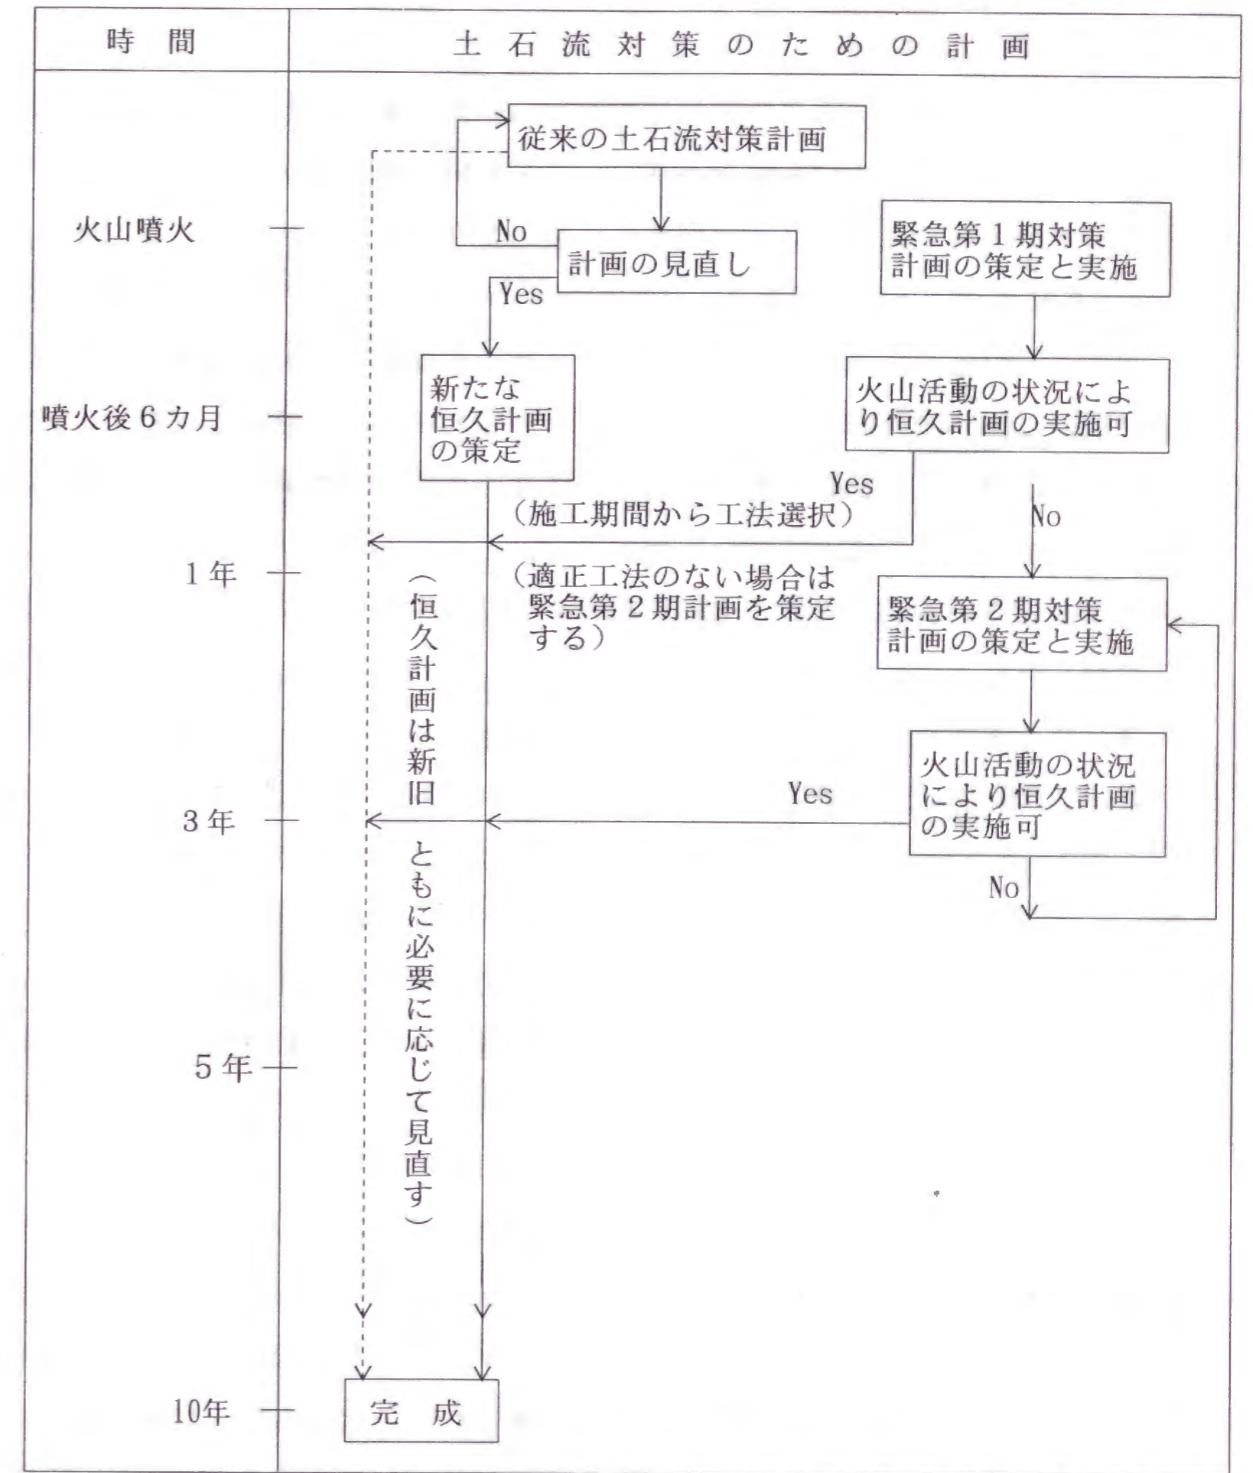 時間
土石流対策のための計画
従来の土石流対策計画
火山噴火
No
計画の見直し
緊急第1期対策
計画の策定と実施
Yes
噴火後6カ月
新たな
恒久計画
の策定
火山活動の状況によ
り恒久計画の実施可
Yes
(施工期間から工法選択)
No
1年
(適正工法のない場合は
緊急第2期計画を策定
する)
緊急第2期対策
計画の策定と実施
(恒久計画は新旧ともに必要に応じて見直す)
火山活動の状況
により恒久計画
の実施可
Yes
3年
No
5年
10年
完成